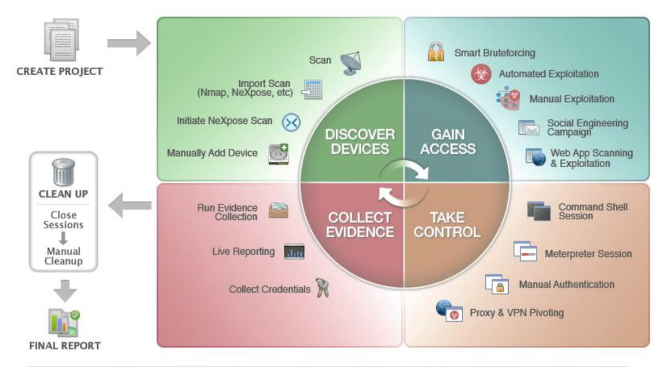 CREATE PROJECT
Scan
Import Scan
(Nmap, NeXpose, etc)
Initiate NeXpose Scan
Manually Add Device
DISCOVER
DEVICES
Smart Bruteforcing
Automated Exploitation
Manual Exploitation
Social Engineering
Campaign
Web App Scanning
& Exploitation
GAIN
ACCESS
CLEAN UP
Close
Sessions
Manual
Cleanup
FINAL REPORT
Run Evidence
Collection
Live Reporting
Collect Credentials
COLLECT
EVIDENCE
TAKE
CONTROL
Command Shell
Session
Meterpreter Session
Manual Authentication
Proxy & VPN Pivoting